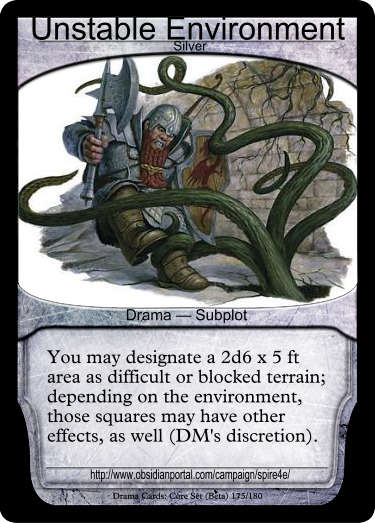 Unstable Environment
Silver
Drama — Subplot
You may designate a 2d6 x 5 ft
area as difficult or blocked terrain;
depending on the environment,
those squares may have other
effects, as well (DM's discretion).
http://www.obsidianportal.com/campaign/spire4e/
Drama Cards: Core Set (Beta) 175/180